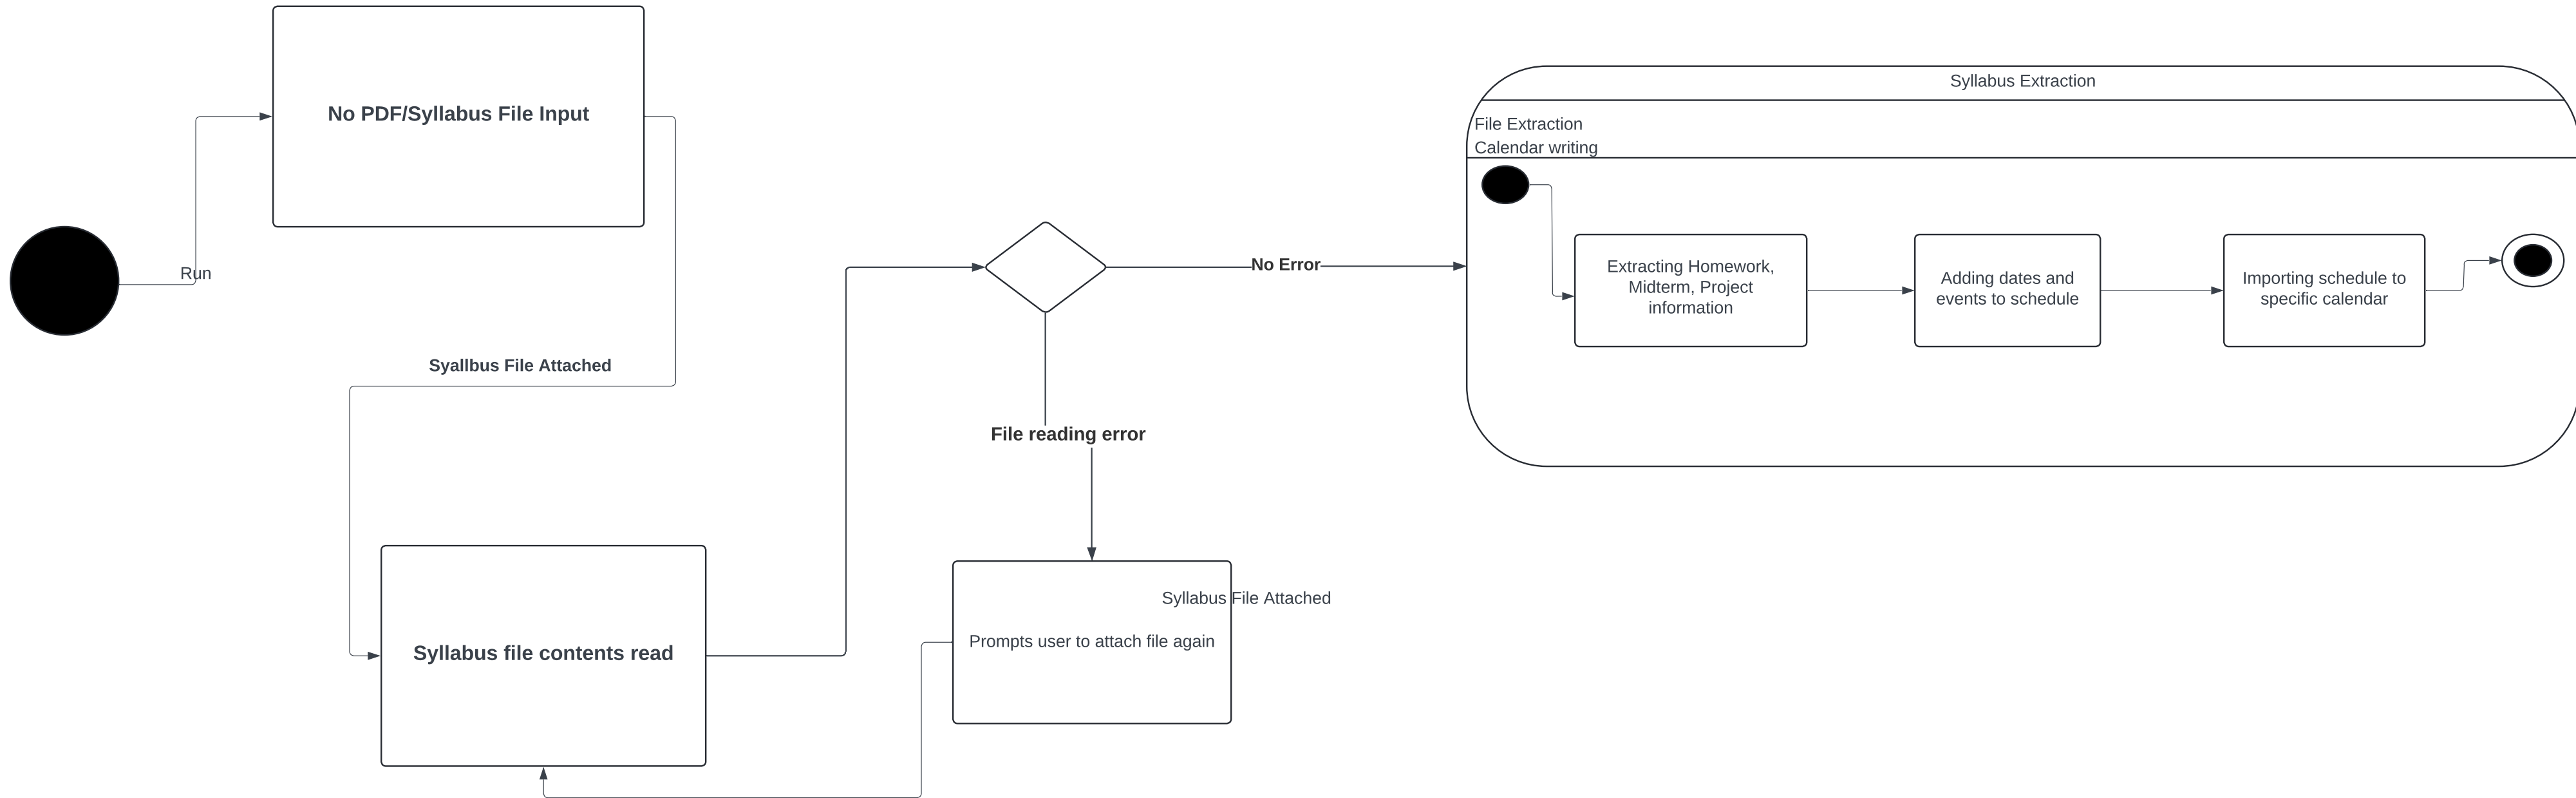 No PDF/Syllabus File Input
Run
Syallbus File Attached
Syllabus file contents read
No Error
File reading error
Syllabus File Attached
Prompts user to attach file again
Syllabus Extraction
File Extraction
Calendar writing
Extracting Homework,
Midterm, Project
information
Adding dates and
events to schedule
Importing schedule to
specific calendar